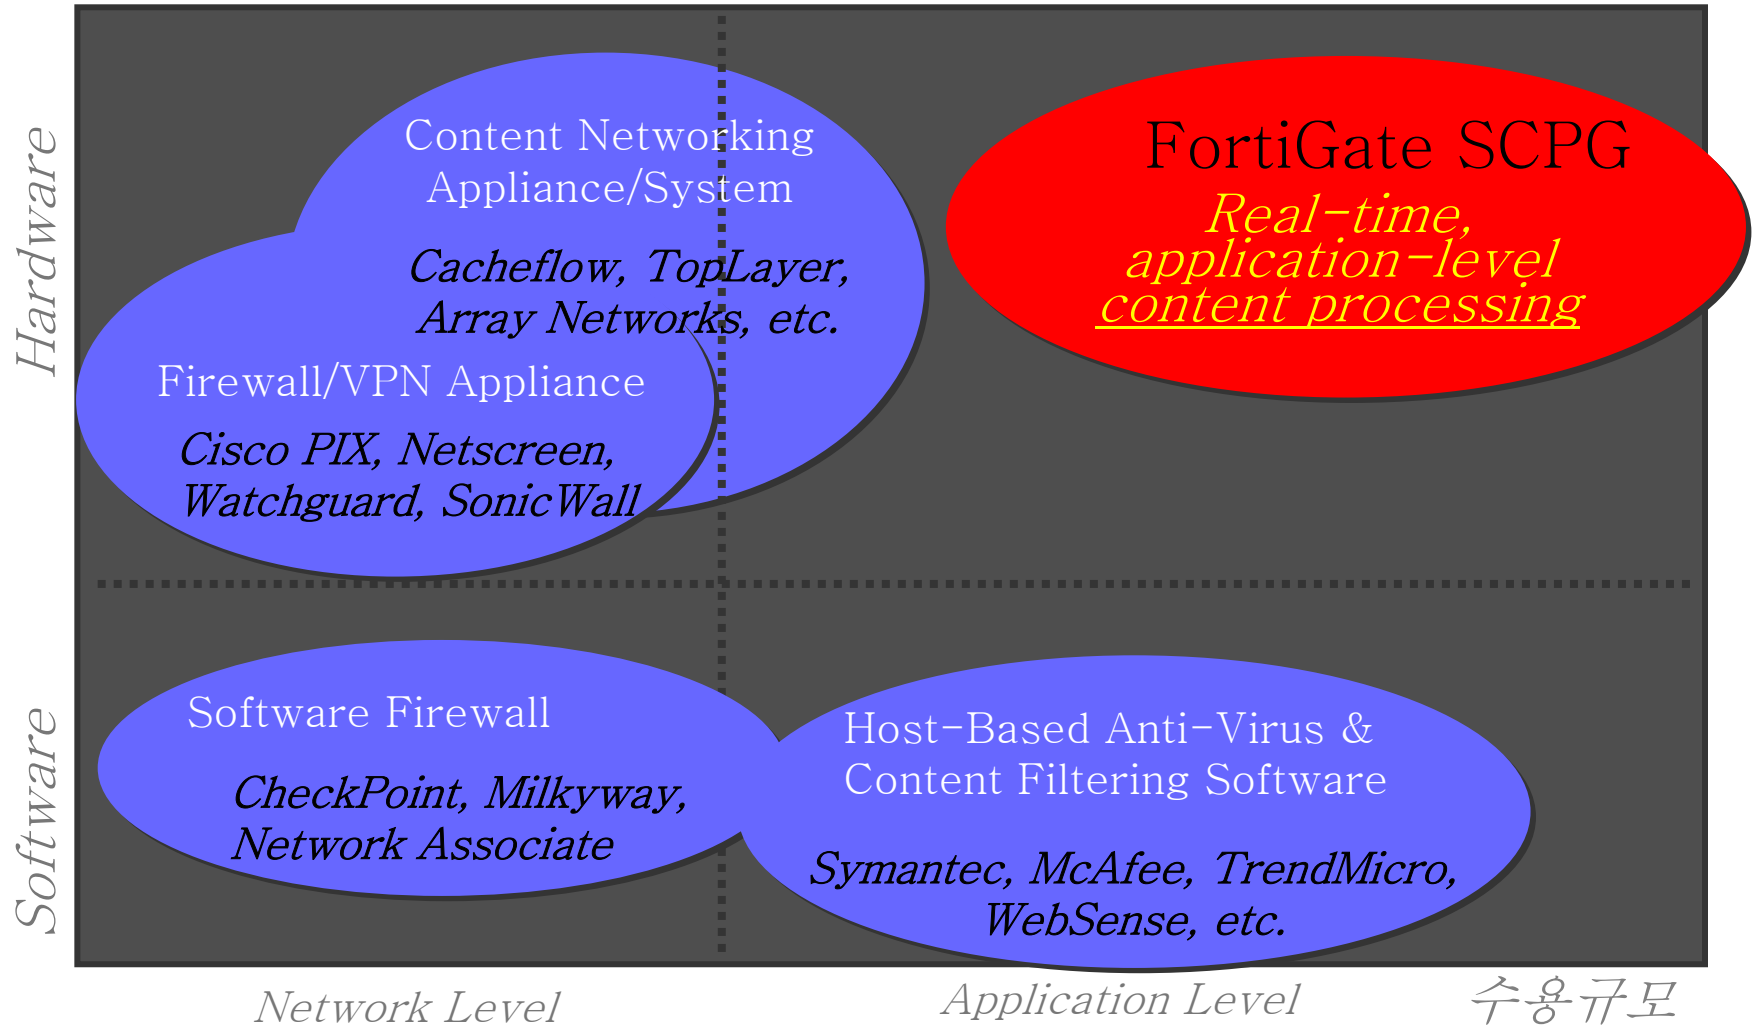 Hardware
Content Networking
Appliance/System
Cacheflow, TopLayer,
Array Networks, etc.
Firewall/VPN Appliance
Cisco PIX, Netscreen,
Watchguard, SonicWall
FortiGate SCPG
Real-time,
application-level
content processing
Software
Software Firewall
CheckPoint, Milkyway,
Network Associate
Host-Based Anti-Virus &
Content Filtering Software
Symantec, McAfee, TrendMicro,
WebSense, etc.
Network Level
Application Level
수용규모